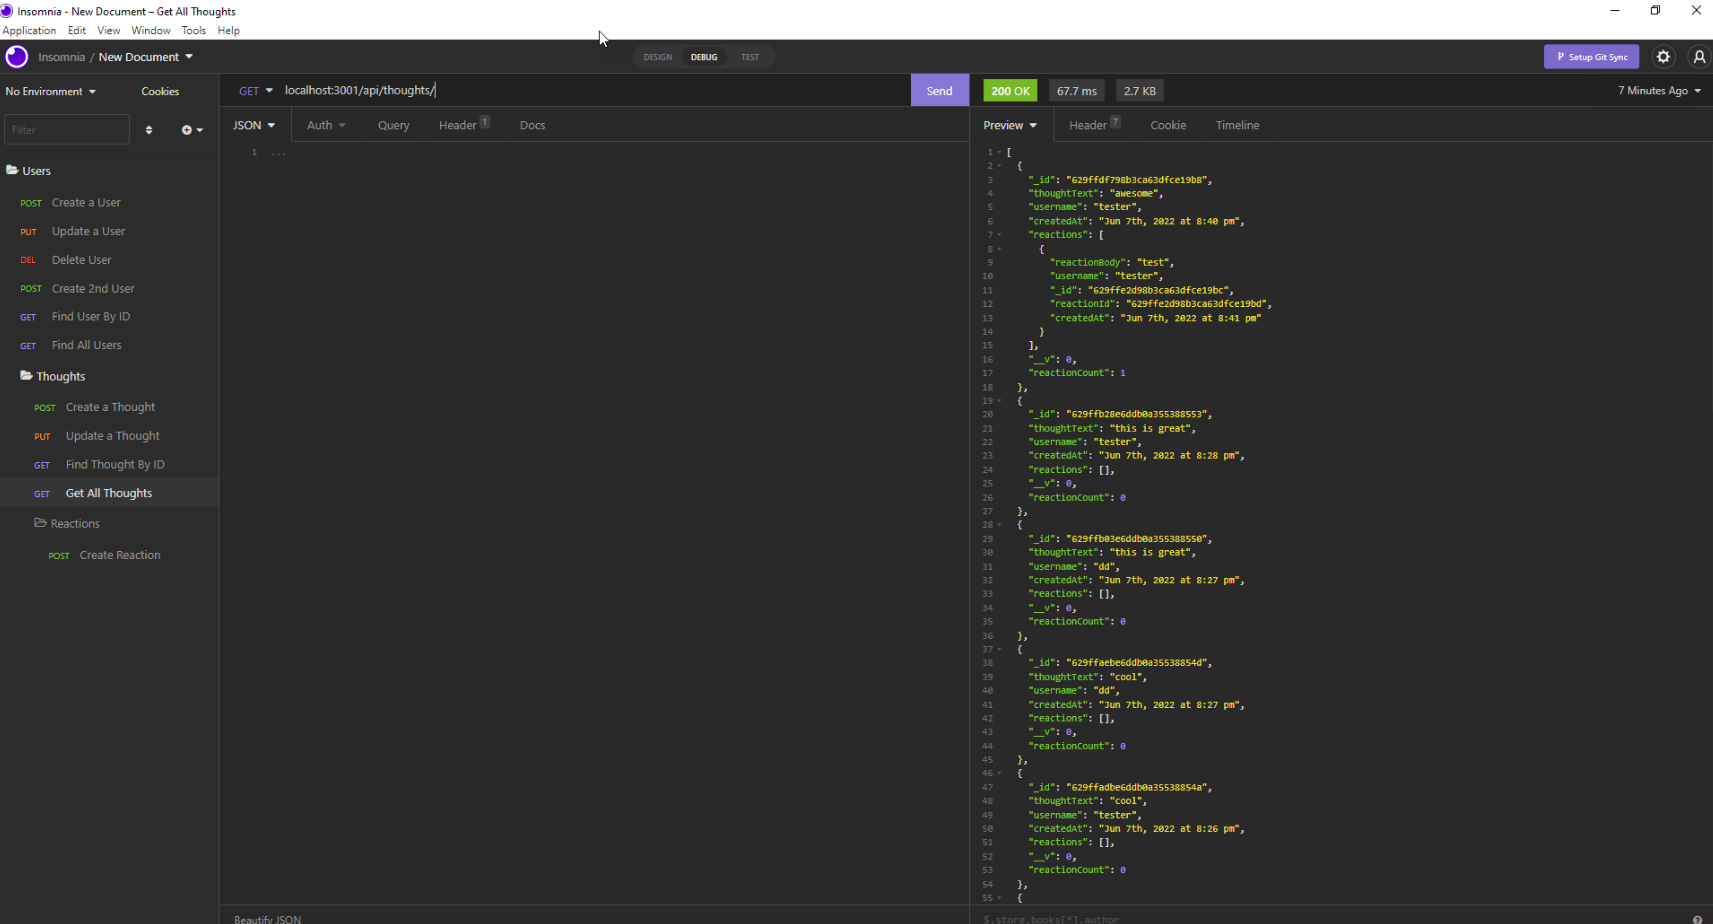 Insomnia - New Document – Get All Thoughts
Application Edit View Window Tools Help
Insomnia / New Document
DESIGN DEBUG TEST
Setup Git Sync
No Environment Cookies
GET localhost:3001/api/thoughts/
Send
200 OK 67.7 ms 2.7 KB
7 Minutes Ago
Filter
JSON Auth Query Header 1 Docs
Preview Header 7 Cookie Timeline
Users
POST Create a User
PUT Update a User
DEL Delete User
POST Create 2nd User
GET Find User By ID
GET Find All Users
Thoughts
POST Create a Thought
PUT Update a Thought
GET Find Thought By ID
GET Get All Thoughts
Reactions
POST Create Reaction
1 ...
1 [
2 {
3 "_id": "629ffdf798b3ca63dfce19b8",
4 "thoughtText": "awesome",
5 "username": "tester",
6 "createdAt": "Jun 7th, 2022 at 8:40 pm",
7 "reactions": [
8 {
9 "reactionBody": "test",
10 "username": "tester",
11 "_id": "629ffe2d98b3ca63dfce19bc",
12 "reactionId": "629ffe2d98b3ca63dfce19bd",
13 "createdAt": "Jun 7th, 2022 at 8:41 pm"
14 }
15 ],
16 "__v": 0,
17 "reactionCount": 1
18 },
19 {
20 "_id": "629ffb28e6ddb0a355388553",
21 "thoughtText": "this is great",
22 "username": "tester",
23 "createdAt": "Jun 7th, 2022 at 8:28 pm",
24 "reactions": [],
25 "__v": 0,
26 "reactionCount": 0
27 },
28 {
29 "_id": "629ffb03e6ddb0a355388550",
30 "thoughtText": "this is great",
31 "username": "dd",
32 "createdAt": "Jun 7th, 2022 at 8:27 pm",
33 "reactions": [],
34 "__v": 0,
35 "reactionCount": 0
36 },
37 {
38 "_id": "629ffaebe6ddb0a35538854d",
39 "thoughtText": "cool",
40 "username": "dd",
41 "createdAt": "Jun 7th, 2022 at 8:27 pm",
42 "reactions": [],
43 "__v": 0,
44 "reactionCount": 0
45 },
46 {
47 "_id": "629ffadbe6ddb0a35538854a",
48 "thoughtText": "cool",
49 "username": "tester",
50 "createdAt": "Jun 7th, 2022 at 8:26 pm",
51 "reactions": [],
52 "__v": 0,
53 "reactionCount": 0
54 },
55 {
Beautify JSON
$.store.books[*].author